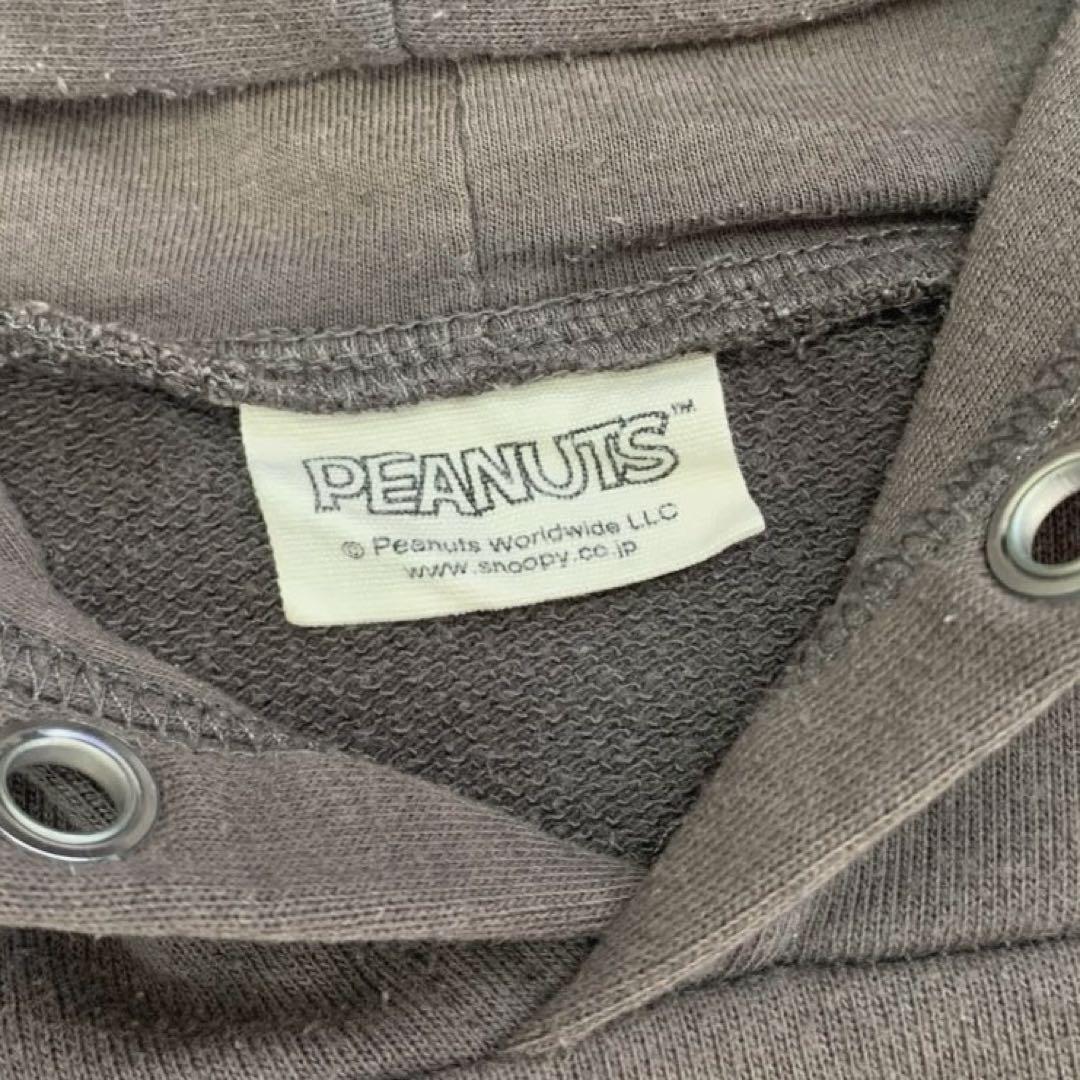 PEANUTS™
© Peanuts Worldwide LLC
www.snoopy.co.jp